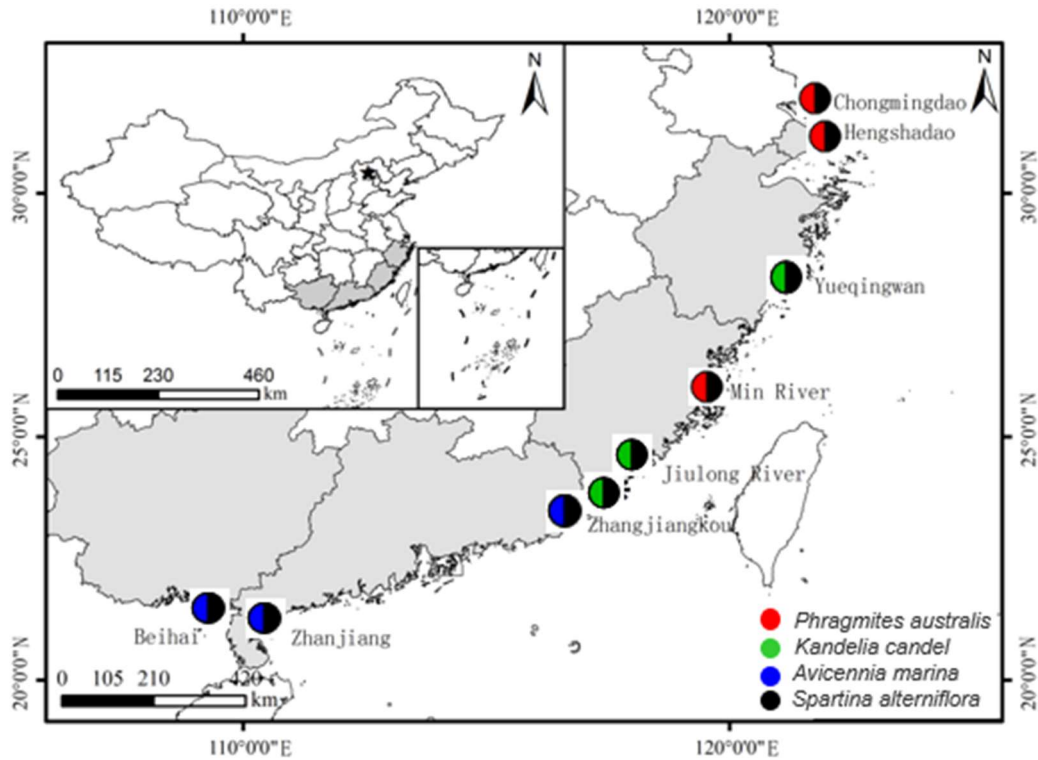 110°0'0"E 120°0'0"E
N
N
Chongmingdao
Hengshadao
30°0'0"N
30°0'0"N
Yueqingwan
0 115 230 460
km
Min River
25°0'0"N
25°0'0"N
Jiulong River
Zhangjiangkou
Beihai
Zhanjiang
Phragmites australis
Kandelia candel
Avicennia marina
Spartina alterniflora
0 105 210 420
km
20°0'0"N
20°0'0"N
110°0'0"E 120°0'0"E